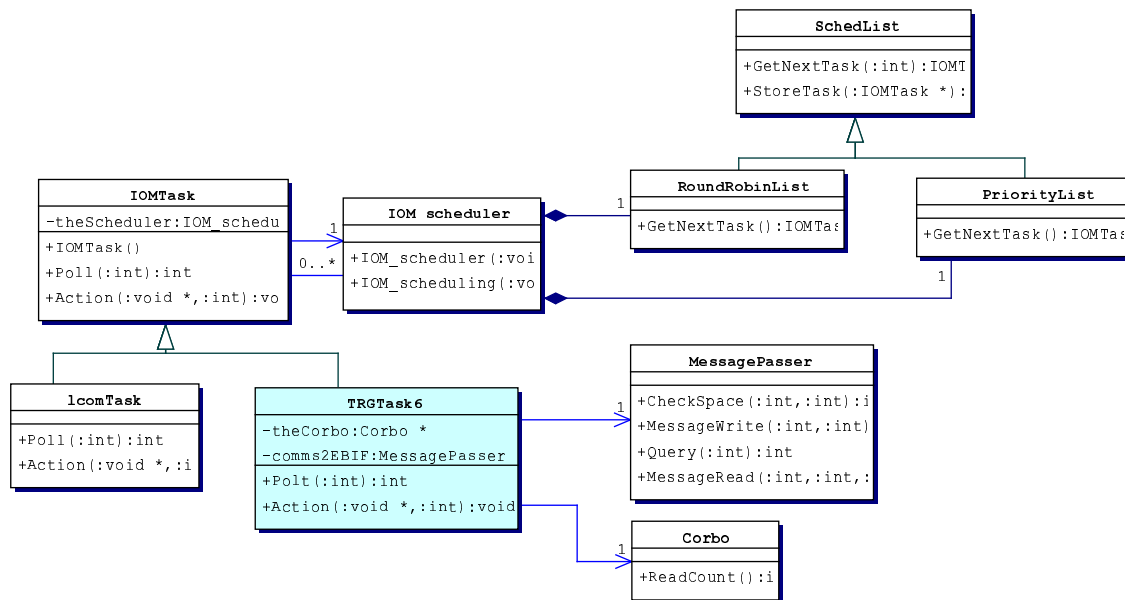 SchedList
+GetNextTask(:int):IOMT
+StoreTask(:IOMTask *):
IOMTask
-theScheduler:IOM_schedu
+IOMTask()
+Poll(:int):int
+Action(:void *,:int):vo
1
0..*
IOM scheduler
+IOM_scheduler(:voi
+IOM_scheduling(:vo
1
RoundRobinList
+GetNextTask():IOMTas
PriorityList
+GetNextTask():IOMTas
1
lcomTask
+Poll(:int):int
+Action(:void *,:i
TRGTask6
-theCorbo:Corbo *
-comms2EBIF:MessagePasser
+Polt(:int):int
+Action(:void *,:int):void
1
MessagePasser
+CheckSpace(:int,:int):i
+MessageWrite(:int,:int)
+Query(:int):int
+MessageRead(:int,:int,:
1
Corbo
+ReadCount():i